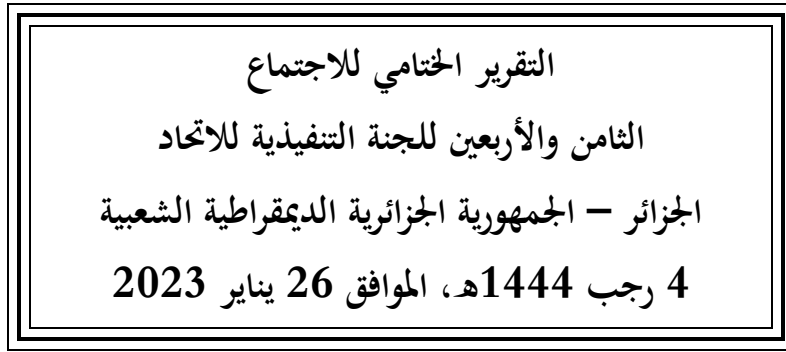 التقرير الختامي للاجتماع
الثامن والأربعين للجنة التنفيذية للاتحاد
الجزائر – الجمهورية الجزائرية الديمقراطية الشعبية
4 رجب 1444هـ، الموافق 26 يناير 2023